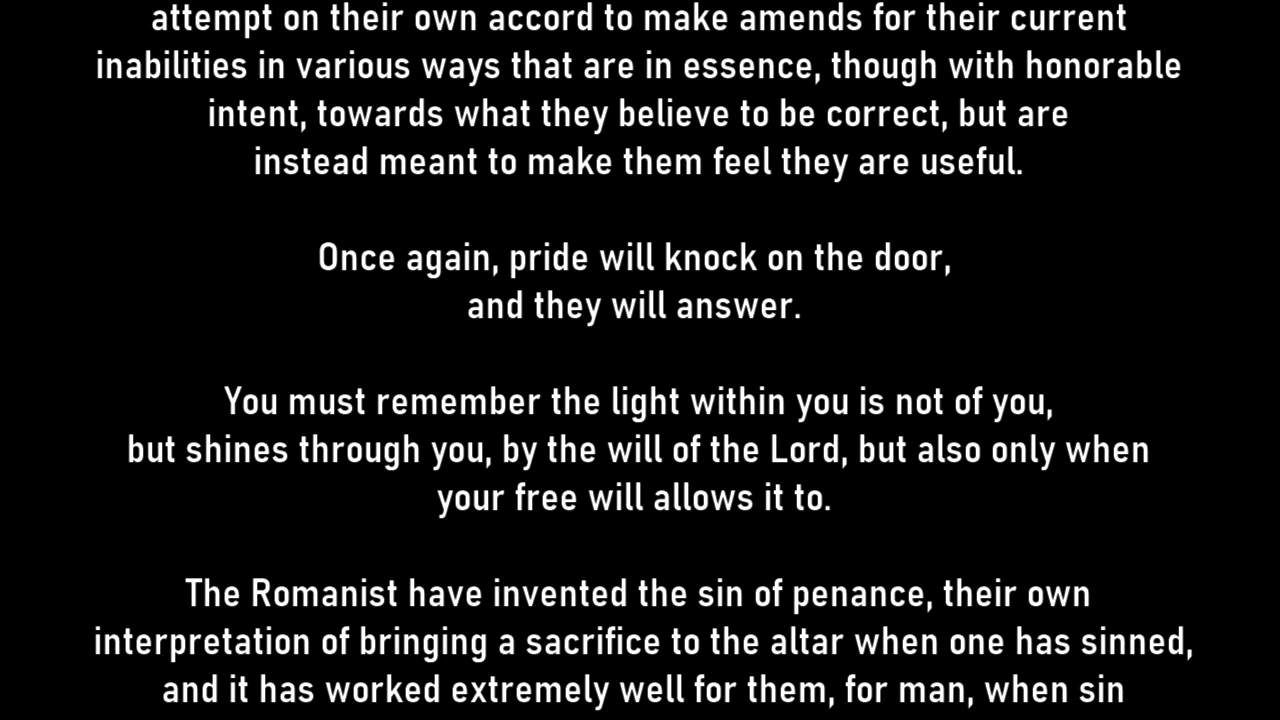 attempt on their own accord to make amends for their current
inabilities in various ways that are in essence, though with honorable
intent, towards what they believe to be correct, but are
instead meant to make them feel they are useful.
Once again, pride will knock on the door,
and they will answer.
You must remember the light within you is not of you,
but shines through you, by the will of the Lord, but also only when
your free will allows it to.
The Romanist have invented the sin of penance, their own
interpretation of bringing a sacrifice to the altar when one has sinned,
and it has worked extremely well for them, for man, when sin